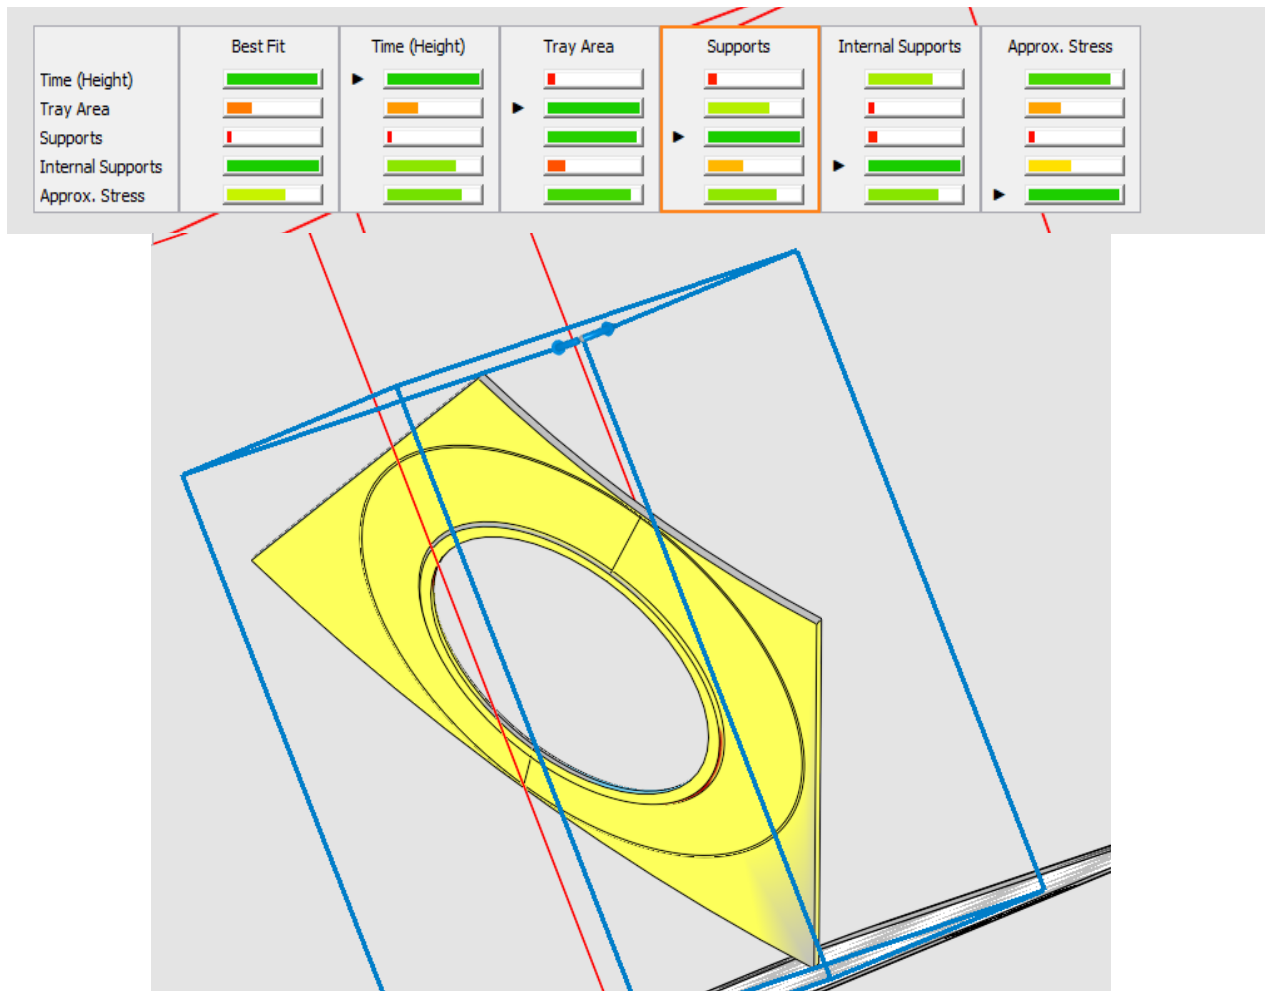 Best Fit Time (Height) Tray Area Supports Internal Supports Approx. Stress
Time (Height)
Tray Area
Supports
Internal Supports
Approx. Stress